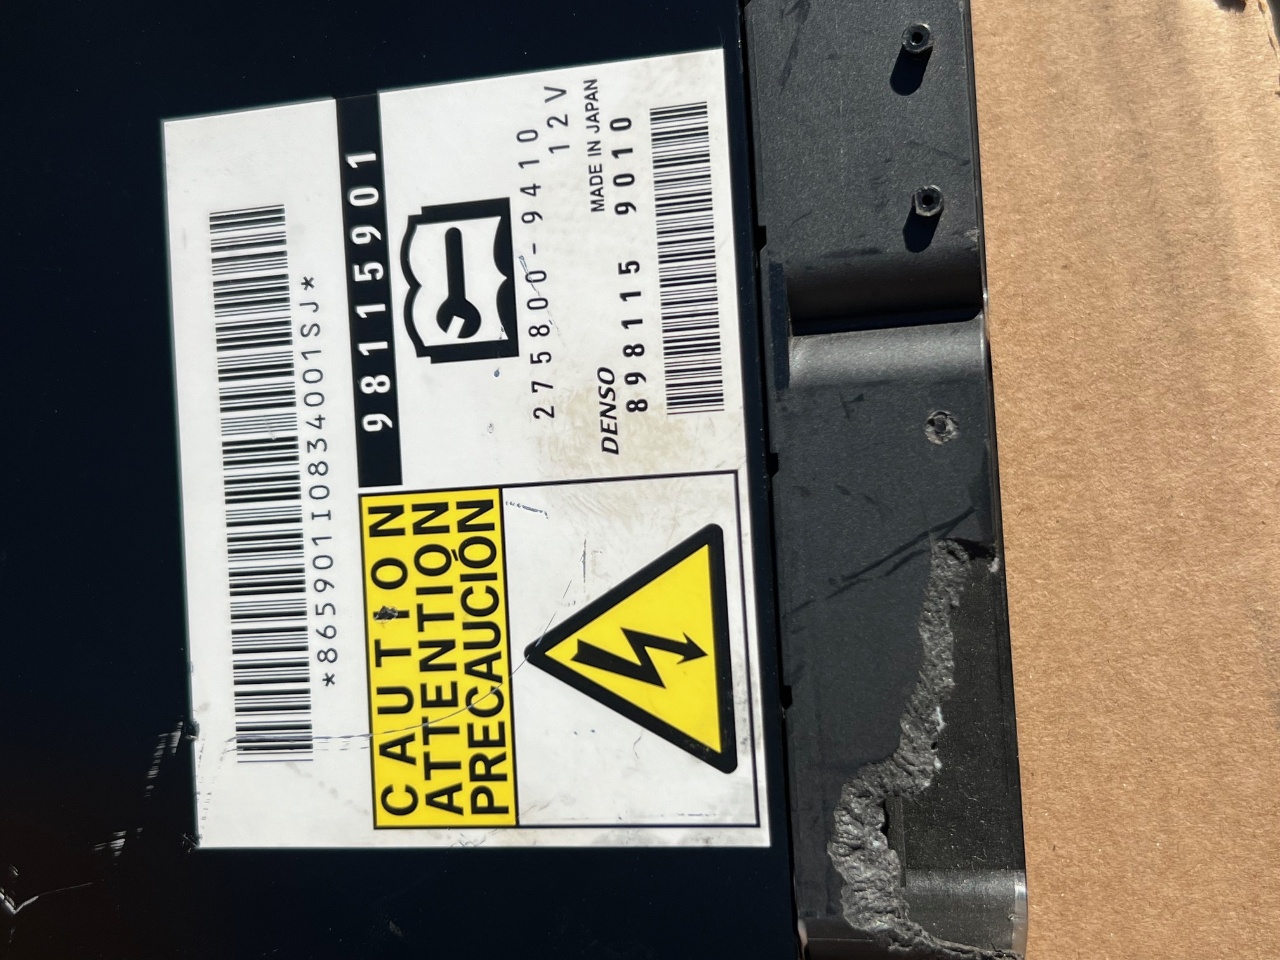 *865901I0834001SJ*
98115901
275800-9410
12V
MADE IN JAPAN
DENSO
898115 9010
CAUTION
ATTENTION
PRECAUCIÓN